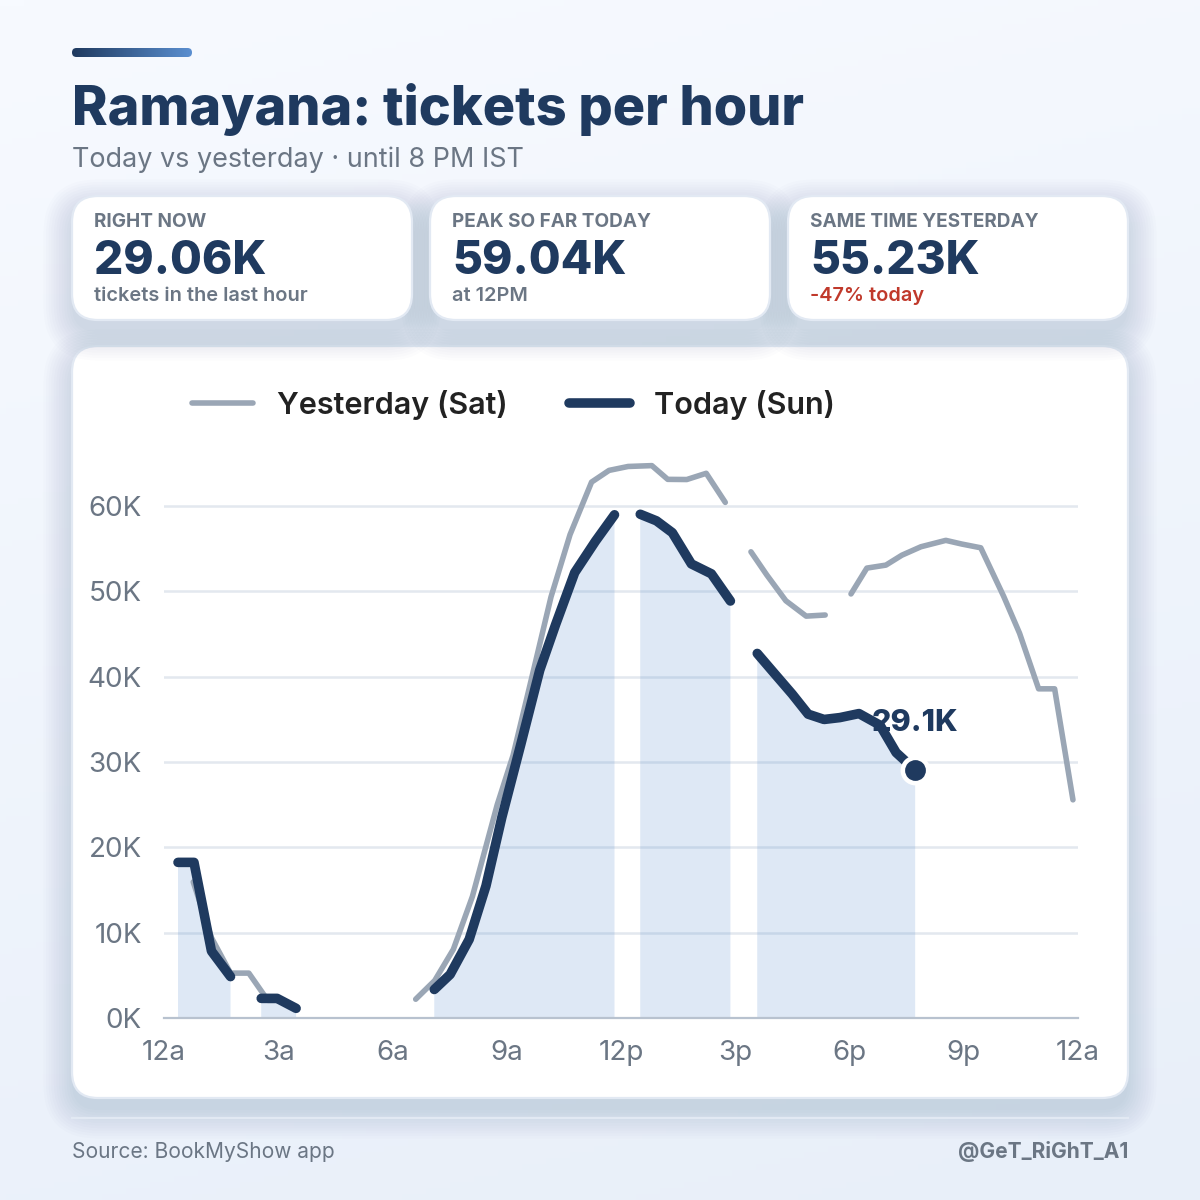 Ramayana: tickets per hour
Today vs yesterday · until 8 PM IST
RIGHT NOW
29.06K
tickets in the last hour
PEAK SO FAR TODAY
59.04K
at 12PM
SAME TIME YESTERDAY
55.23K
-47% today
Yesterday (Sat)
Today (Sun)
60K
50K
40K
29.1K
30K
20K
10K
0K
12a 3a 6a 9a 12p 3p 6p 9p 12a
Source: BookMyShow app
@GeT_RiGhT_A1